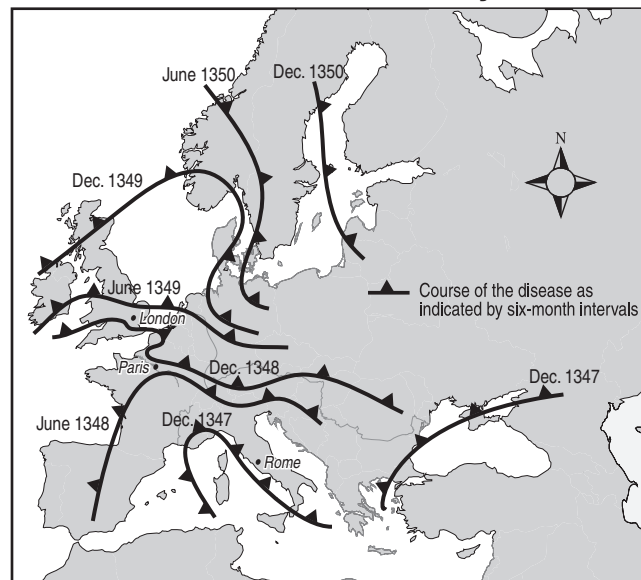 June 1350
Dec. 1350
N
Dec. 1349
June 1349
London
Course of the disease as
indicated by six-month intervals
Paris
Dec. 1348
Dec. 1347
June 1348
Dec. 1347
Rome